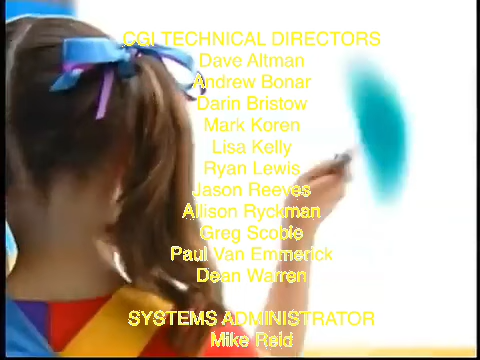 CGI TECHNICAL DIRECTORS
Dave Altman
Andrew Bonar
Darin Bristow
Mark Koren
Lisa Kelly
Ryan Lewis
Jason Reeves
Allison Ryckman
Greg Scobie
Paul Van Emmerick
Dean Warren
SYSTEMS ADMINISTRATOR
Mike Reid